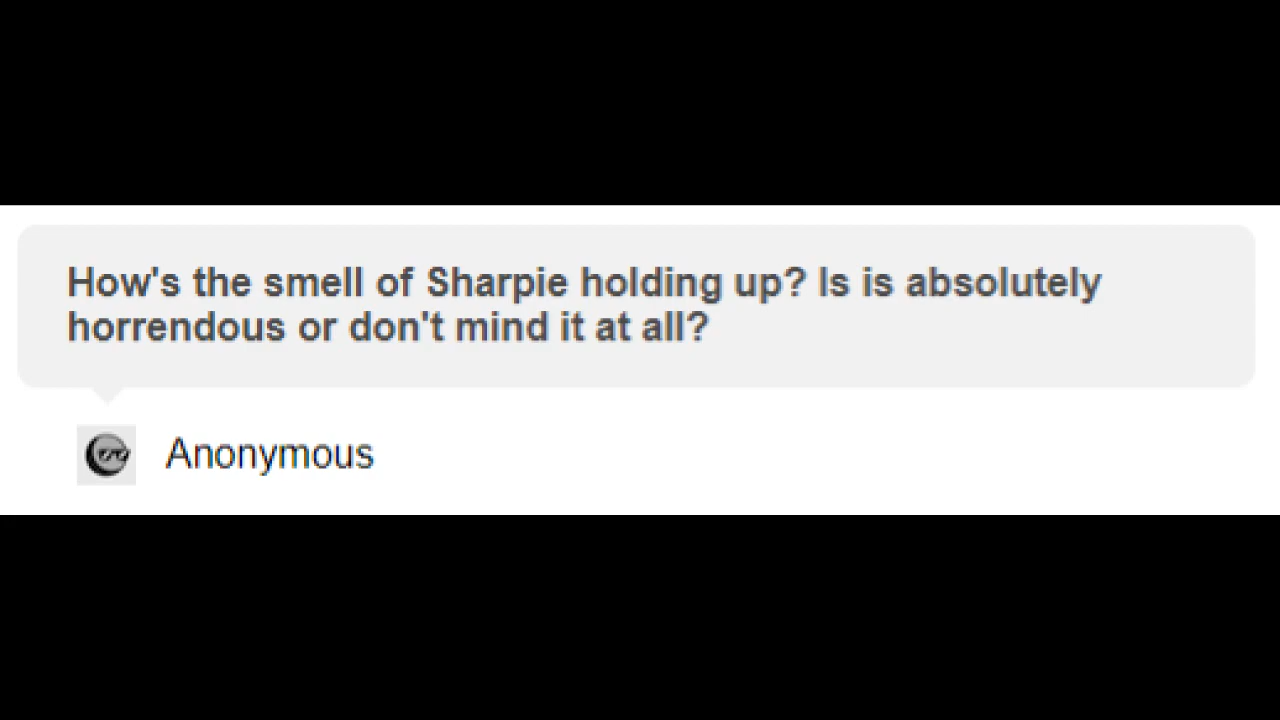 How's the smell of Sharpie holding up? Is is absolutely
horrendous or don't mind it at all?
Anonymous